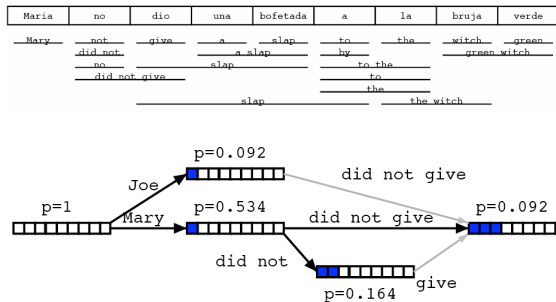 Maria no dio una bofetada a la bruja verde
Mary not give a slap to the witch green
did not a slap by green witch
no slap to the
did not give to
the
slap the witch
p=0.092 did not give
Joe p=0.092
p=1 Mary p=0.534 did not give
did not give
p=0.164